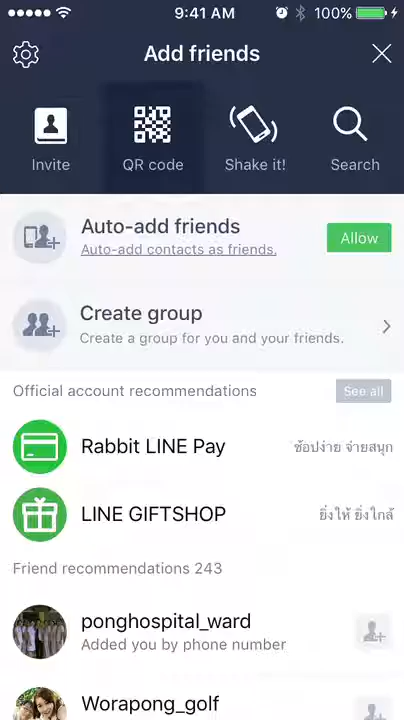 9:41 AM
100%
Add friends
Invite
QR code
Shake it!
Search
Auto-add friends
Auto-add contacts as friends.
Allow
Create group
Create a group for you and your friends.
Official account recommendations
See all
Rabbit LINE Pay
ช้อปง่าย จ่ายสนุก
LINE GIFTSHOP
ยิ่งให้ ยิ่งใกล้
Friend recommendations 243
ponghospital_ward
Added you by phone number
Worapong_golf